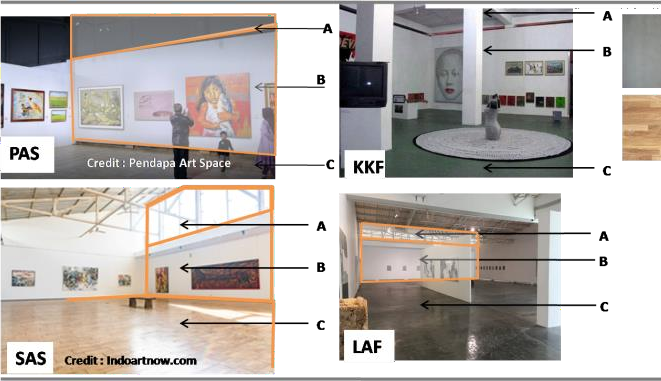 A
B
PAS
Credit : Pendapa Art Space
C
A
B
KKF
C
A
B
C
SAS
Credit : Indoartnow.com
A
B
C
LAF